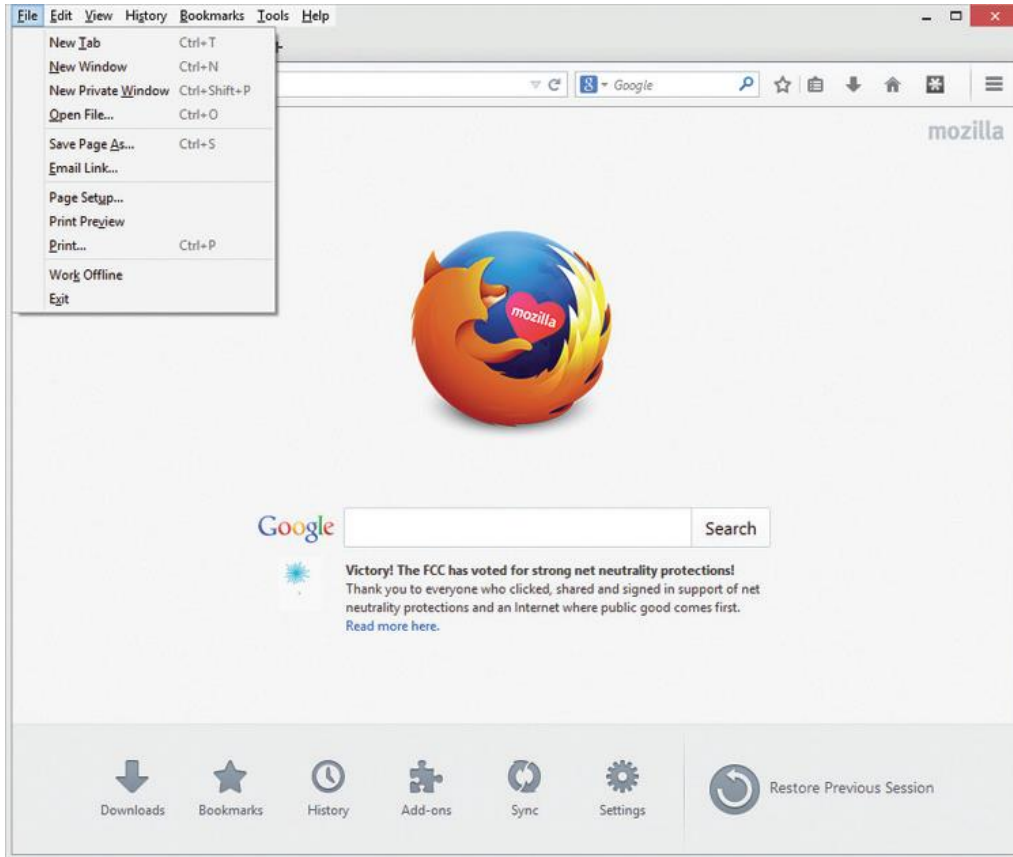 File Edit View History Bookmarks Tools Help
New Tab Ctrl+T
New Window Ctrl+N
New Private Window Ctrl+Shift+P
Open File... Ctrl+O
Save Page As... Ctrl+S
Email Link...
Page Setup...
Print Preview
Print... Ctrl+P
Work Offline
Exit
8 Google
mozilla
mozilla
Google Search
Victory! The FCC has voted for strong net neutrality protections!
Thank you to everyone who clicked, shared and signed in support of net
neutrality protections and an Internet where public good comes first.
Read more here.
Downloads Bookmarks History Add-ons Sync Settings Restore Previous Session